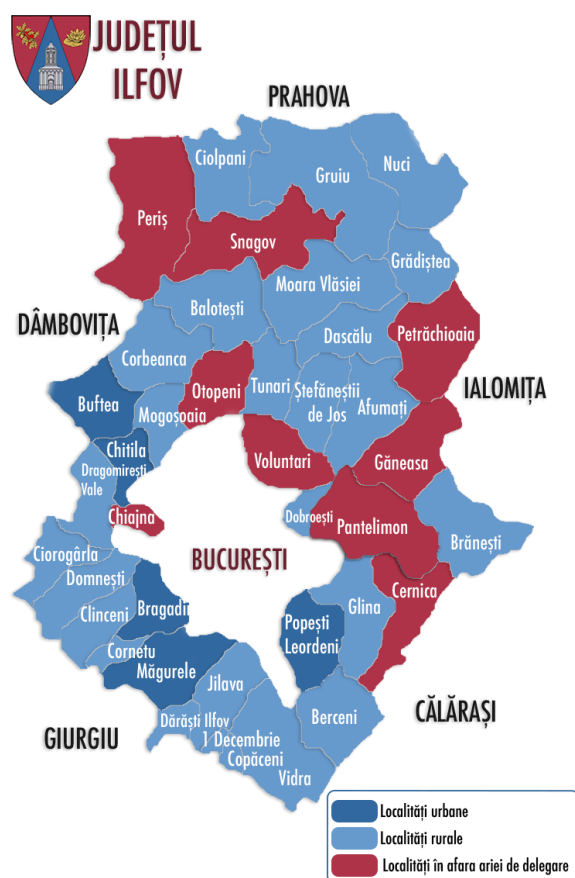 JUDEȚUL
ILFOV
PRAHOVA
Ciolpani
Gruiu
Nuci
Periș
Snagov
Grădiștea
Moara Vlăsiei
Balotești
DÂMBOVIȚA
Dascălu
Petrăchioaia
Corbeanca
Otopeni
Tunari
Ștefăneștii
de Jos
Afumați
IALOMIȚA
Buftea
Mogoșoaia
Chitila
Voluntari
Găneasa
Dragomirești
Vale
Chiajna
Dobroești
Pantelimon
Brănești
Ciorogârla
BUCUREȘTI
Domnești
Cernica
Clinceni
Bragadir
Popești
Leordeni
Glina
Cornetu
Măgurele
Jilava
Dărăști Ilfov
Berceni
CĂLĂRAȘI
GIURGIU
1 Decembrie
Copăceni
Vidra
Localități urbane
Localități rurale
Localități în afara ariei de delegare